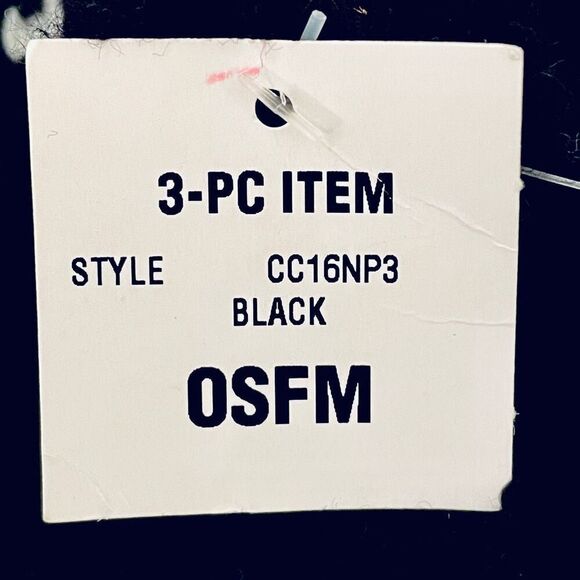 3-PC ITEM
STYLE CC16NP3
BLACK
OSFM